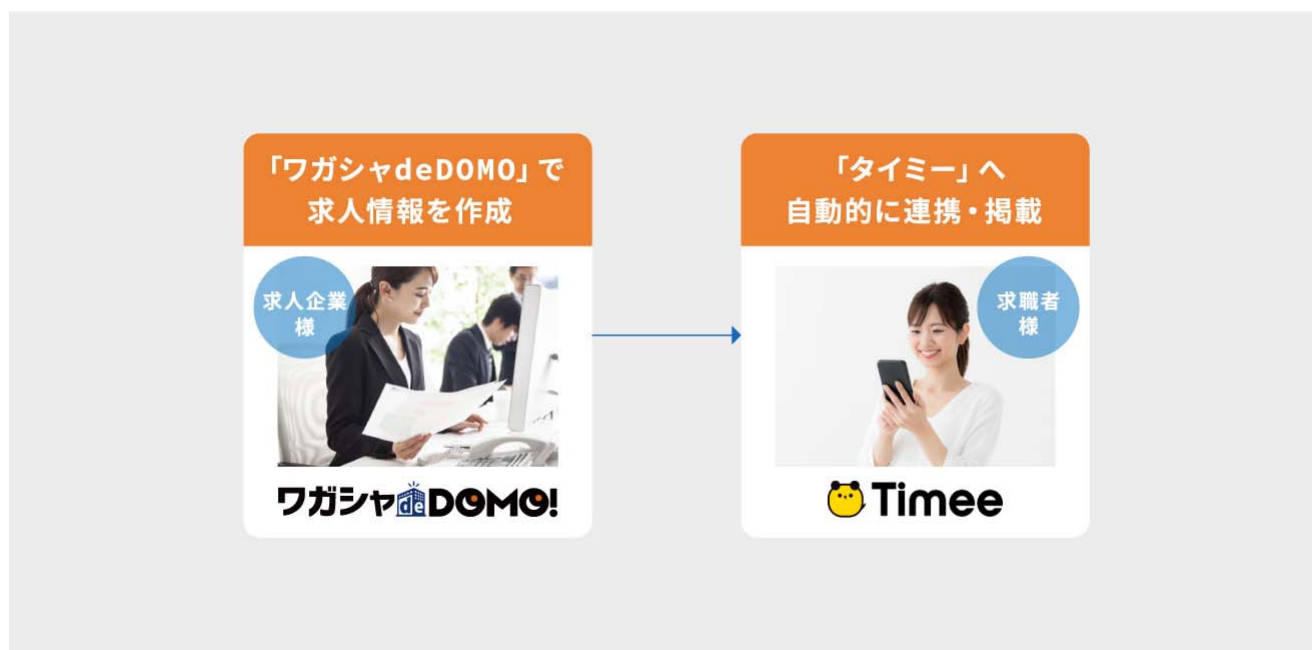 「ワガシャdeDOMO」で
求人情報を作成
求人企業
様
ワガシャdeDOMO!
「タイミー」へ
自動的に連携・掲載
求職者
様
Timee